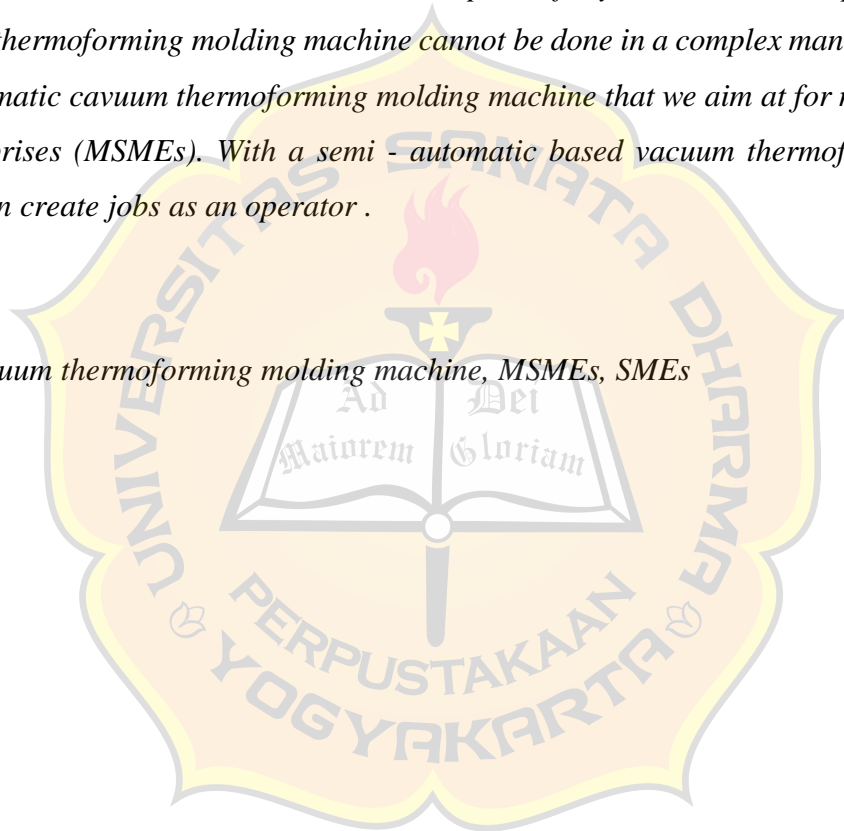 thermoforming molding machine cannot be done in a complex man
matic cavuum thermoforming molding machine that we aim at for
prises (MSMEs). With a semi - automatic based vacuum thermof
n create jobs as an operator .
uum thermoforming molding machine, MSMEs, SMEs
UNIVERSITAS SANATA DHARMA
Ad Dei
Maiorem Gloriam
PERPUSTAKAAN
YOGYAKARTA